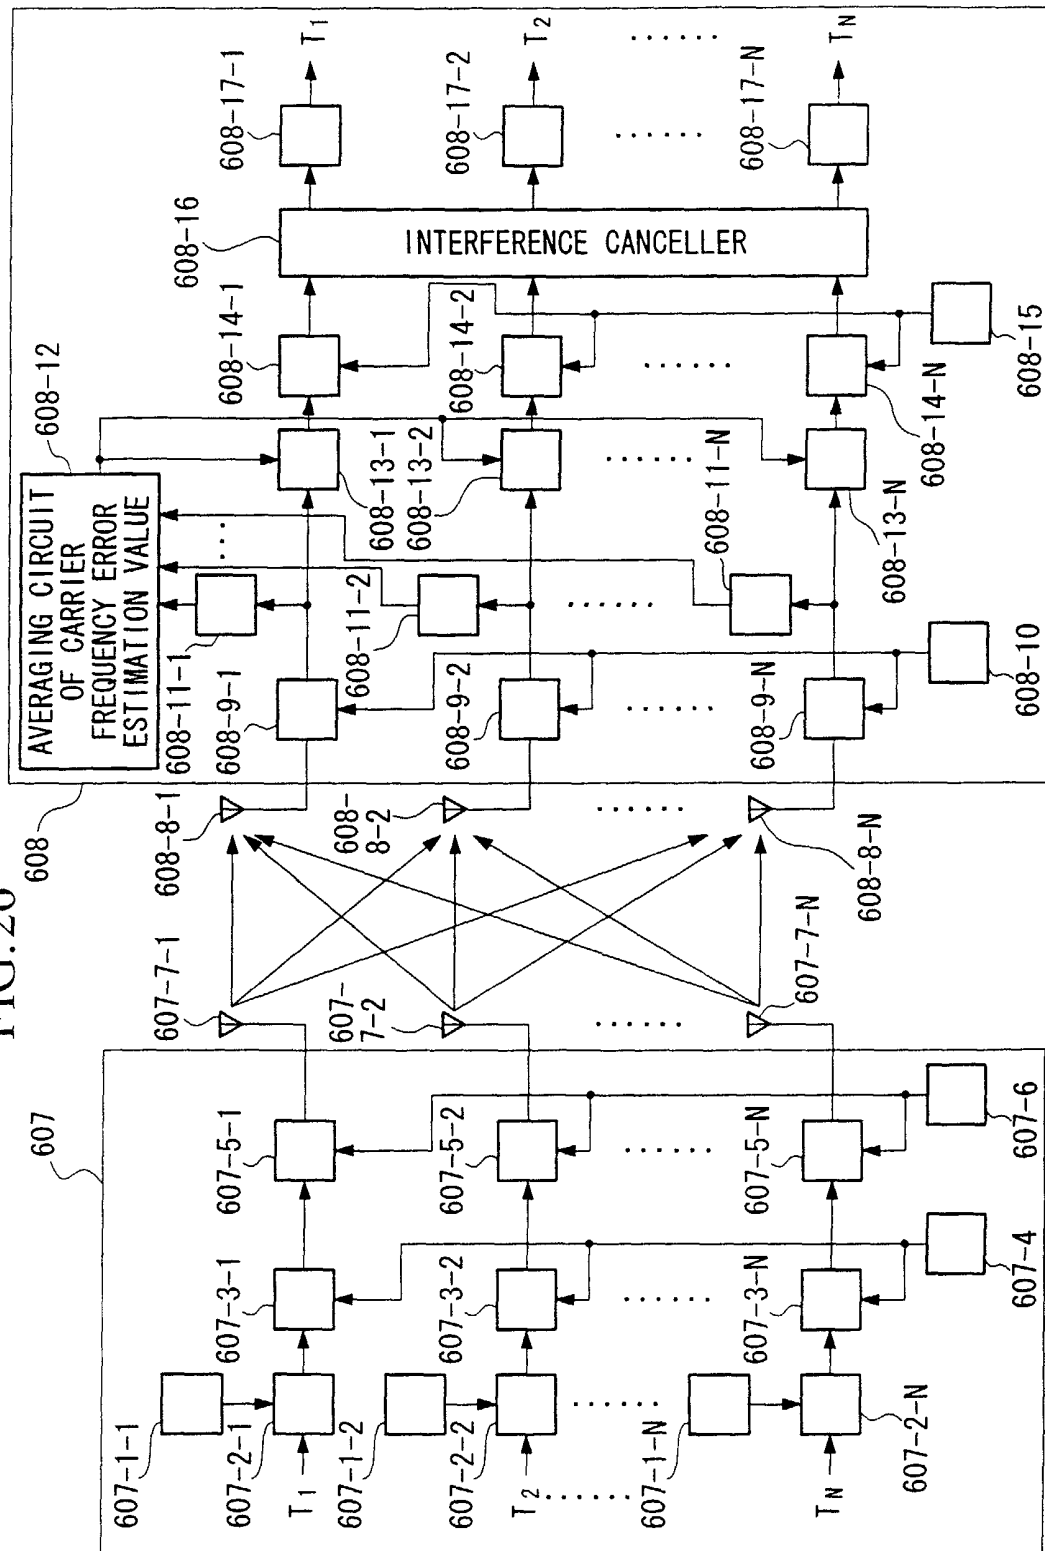 FIG. 26
607
607-1-1
607-2-1
T1
607-1-2
607-2-2
T2
607-1-N
TN
607-2-N
607-3-1
607-3-2
607-3-N
607-4
607-5-1
607-5-2
607-5-N
607-6
607-7-1
607-
7-2
607-7-N
608
608-8-1
608-
8-2
608-8-N
608-9-1
608-9-2
608-9-N
608-10
608-11-1
608-11-2
608-11-N
608-12
AVERAGING CIRCUIT
OF CARRIER
FREQUENCY ERROR
ESTIMATION VALUE
608-13-1
608-13-2
608-13-N
608-14-1
608-14-2
608-14-N
608-15
608-16
INTERFERENCE CANCELLER
608-17-1
608-17-2
608-17-N
T1
T2
TN